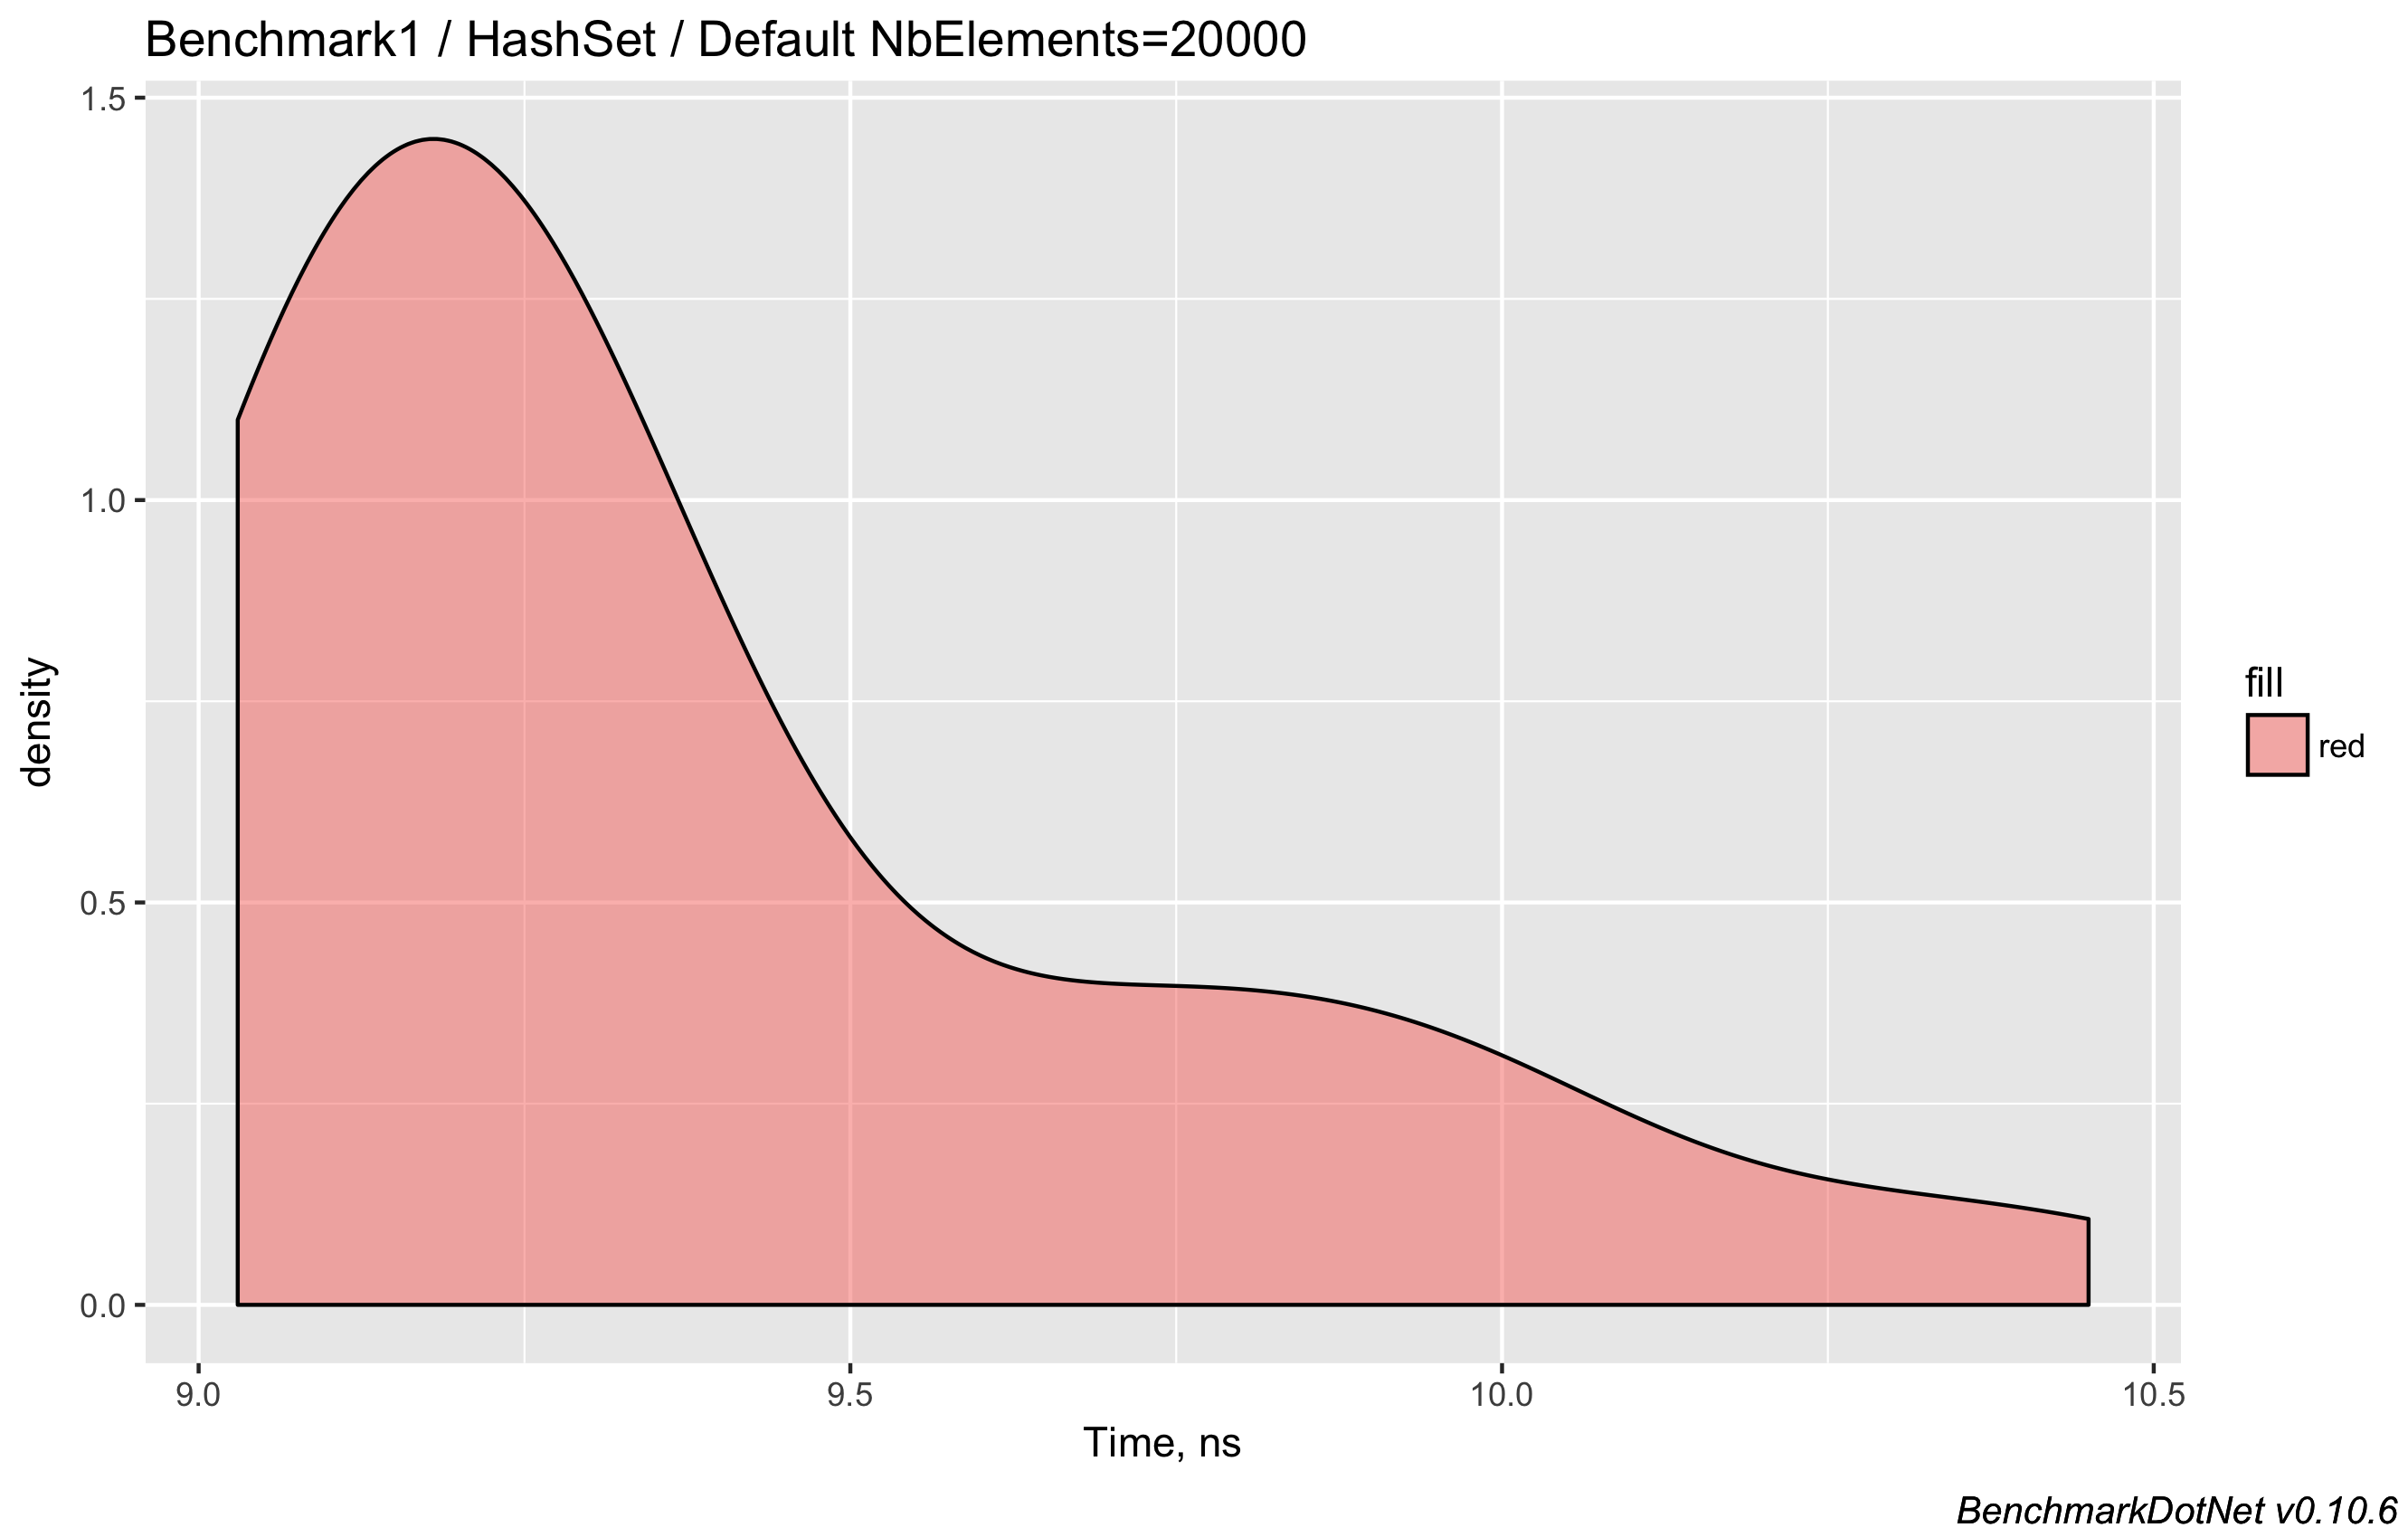 Benchmark1 / HashSet / Default NbElements=20000
1.5
1.0
0.5
0.0
density
9.0 9.5 10.0 10.5
Time, ns
fill
red
BenchmarkDotNet v0.10.6